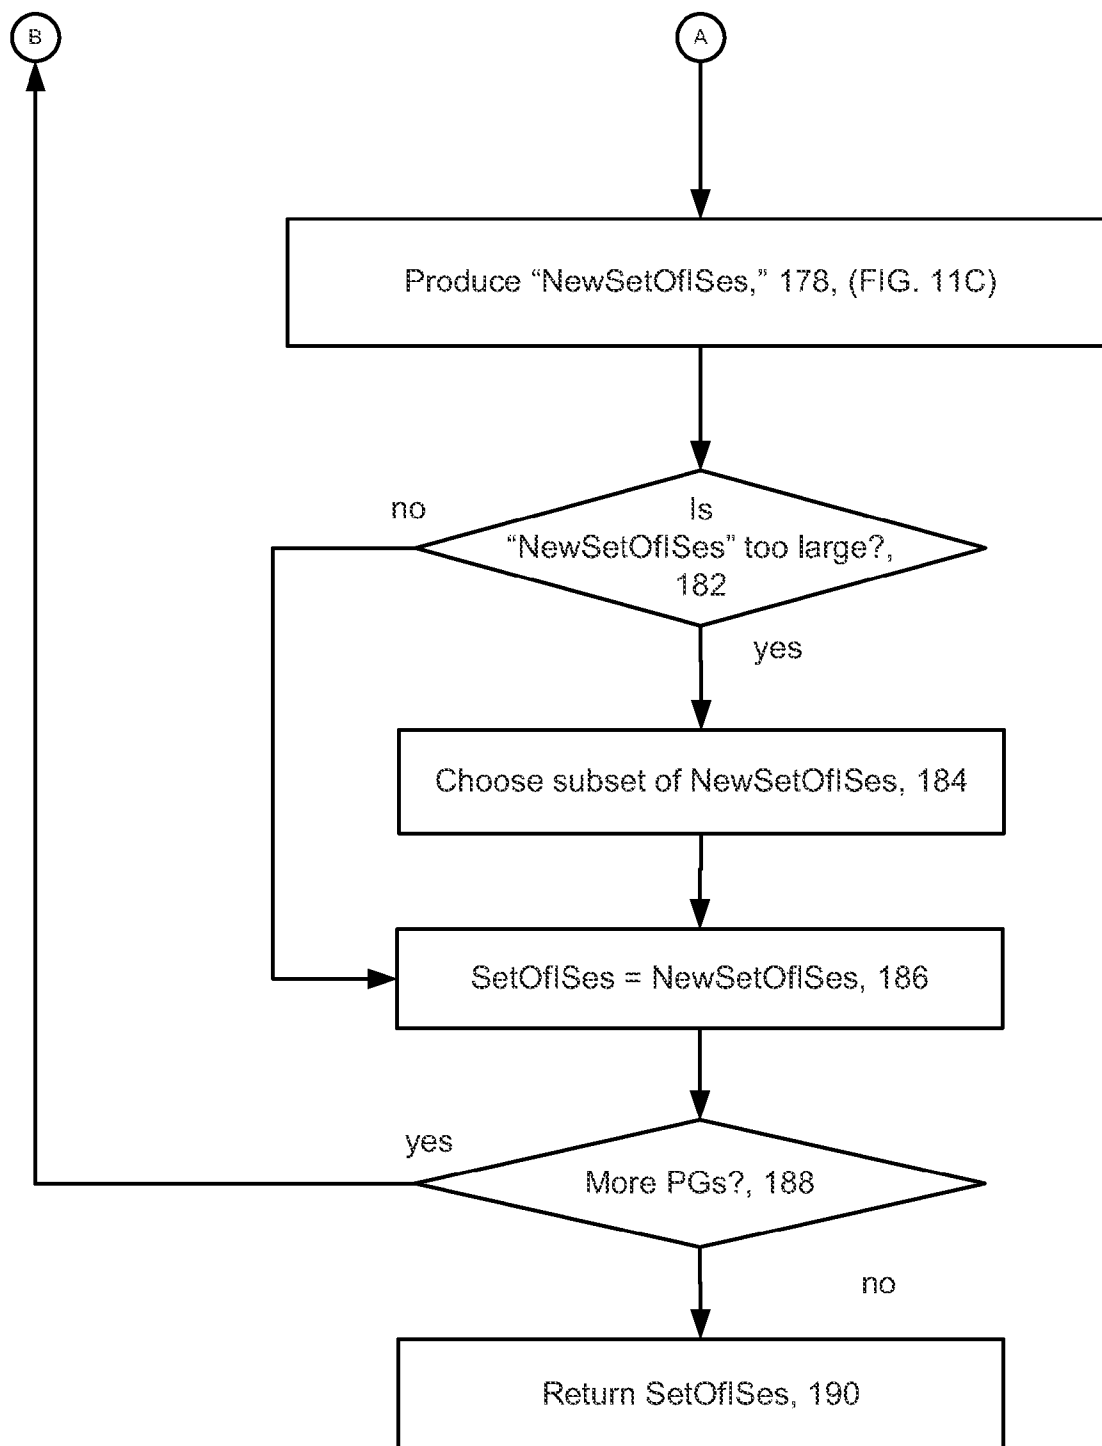 B
A
Produce “NewSetOfISes,” 178, (FIG. 11C)
no
Is
“NewSetOfISes” too large?,
182
yes
Choose subset of NewSetOfISes, 184
SetOfISes = NewSetOfISes, 186
yes
More PGs?, 188
no
Return SetOfISes, 190